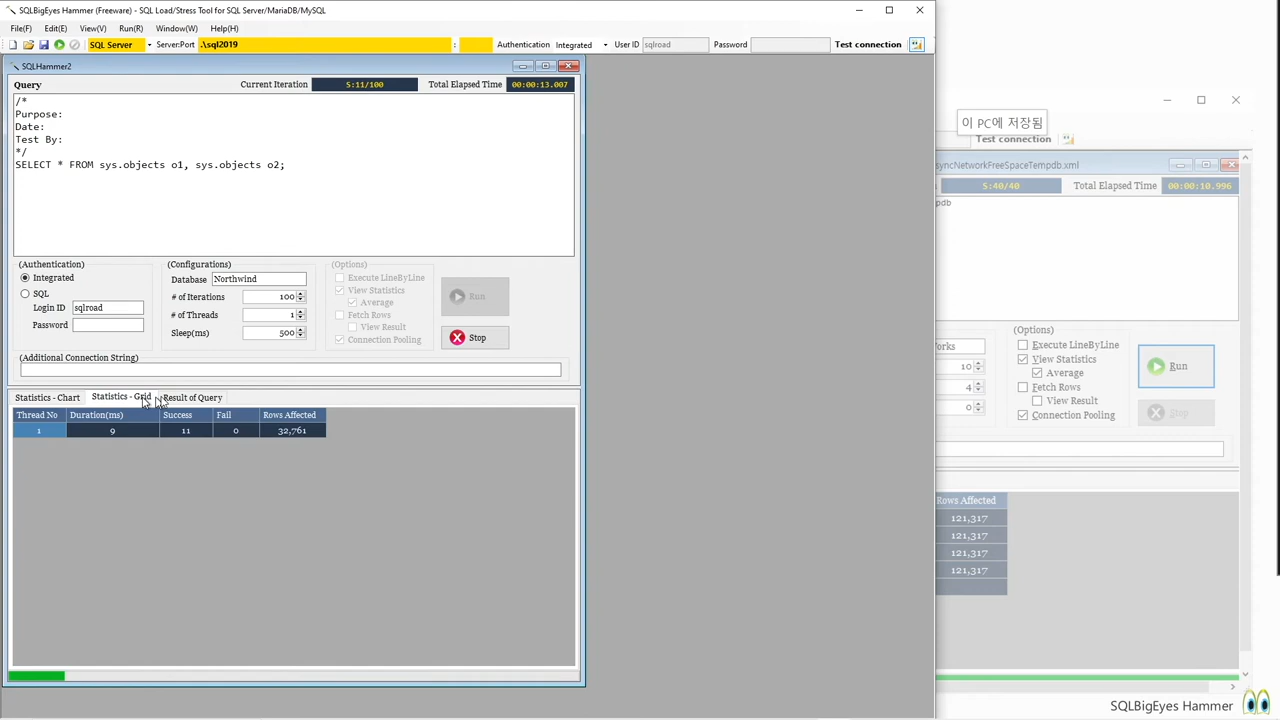 SQLBigEyes Hammer (Freeware) - SQL Load/Stress Tool for SQL Server/MariaDB/MySQL
File(F) Edit(E) View(V) Run(R) Window(W) Help(H)
SQL Server Server:Port .\sql2019 : Authentication Integrated User ID sqlroad Password Test connection
SQLHammer2
Query Current Iteration S:11/100 Total Elapsed Time 00:00:13.007
/*
Purpose:
Date:
Test By:
*/
SELECT * FROM sys.objects o1, sys.objects o2;
(Authentication) (Configurations) (Options)
Integrated Database Northwind Execute LineByLine
SQL # of Iterations 100 View Statistics
Average Run
Login ID sqlroad # of Threads 1 Fetch Rows
Password Sleep(ms) 500 View Result
Connection Pooling Stop
(Additional Connection String)
Statistics - Chart Statistics - Grid Result of Query
Thread No Duration(ms) Success Fail Rows Affected
1 9 11 0 32,761
이 PC에 저장됨
Test connection
syncNetworkFreeSpaceTempdb.xml
S:40/40 Total Elapsed Time 00:00:10.996
pdb
(Options)
orks Execute LineByLine
10 View Statistics Run
Average
4 Fetch Rows
View Result
0 Connection Pooling Stop
Rows Affected
121,317
121,317
121,317
121,317
SQLBigEyes Hammer